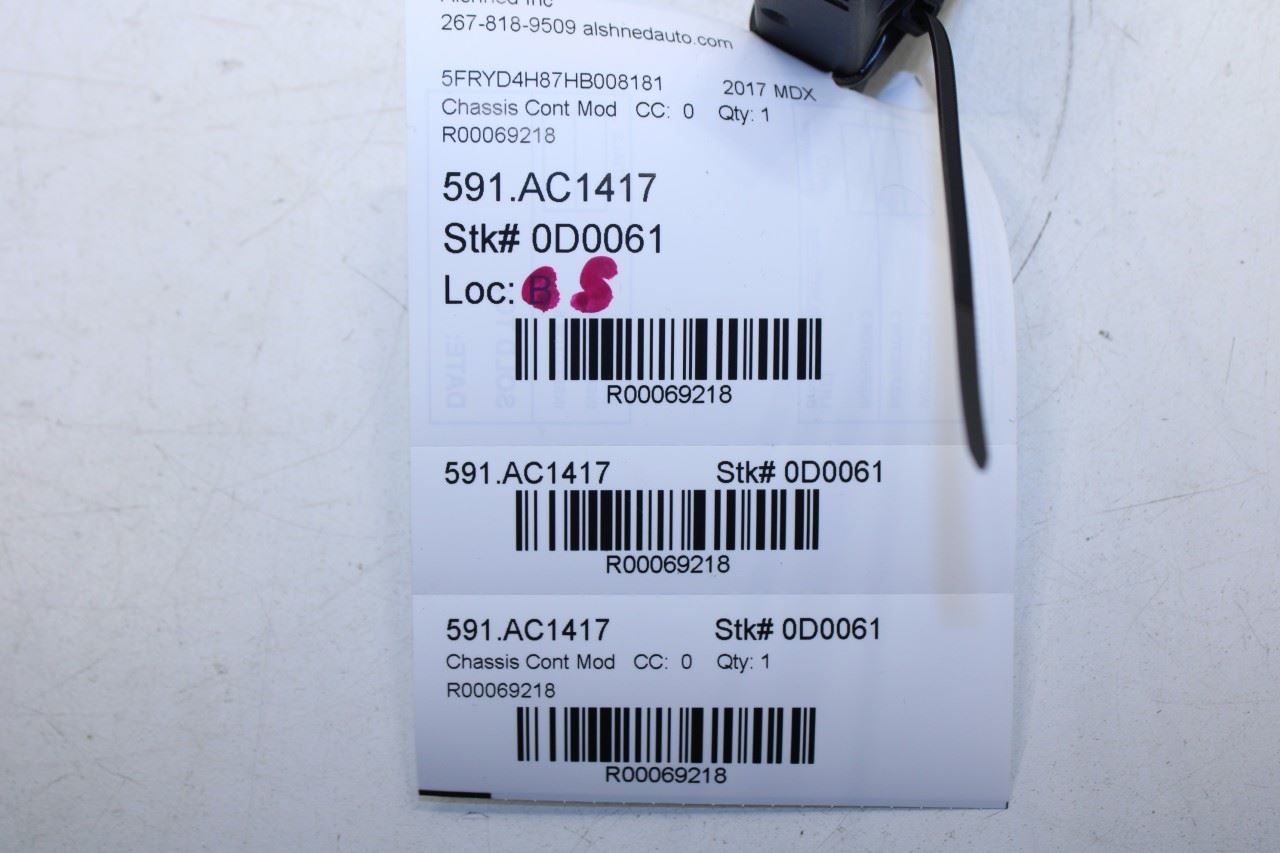 Alshned Inc
267-818-9509 alshnedauto.com
5FRYD4H87HB008181 2017 MDX
Chassis Cont Mod CC: 0 Qty: 1
R00069218
591.AC1417
Stk# 0D0061
Loc: B S
R00069218
591.AC1417 Stk# 0D0061
R00069218
591.AC1417 Stk# 0D0061
Chassis Cont Mod CC: 0 Qty: 1
R00069218
R00069218